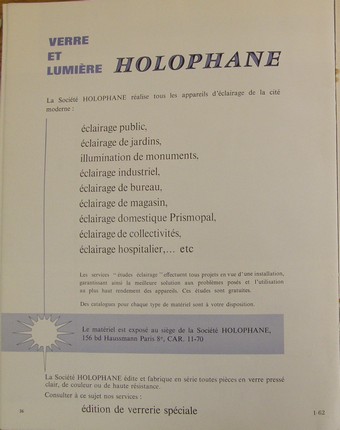 VERRE
ET
LUMIÈRE
HOLOPHANE
La Société HOLOPHANE réalise tous les appareils d'éclairage de la cité
moderne :
éclairage public,
éclairage de jardins,
illumination de monuments,
éclairage industriel,
éclairage de bureau,
éclairage de magasin,
éclairage domestique Prismopal,
éclairage de collectivités,
éclairage hospitalier,... etc
Les services "études éclairage" effectuent tous projets en vue d'une installation,
garantissant ainsi la meilleure solution aux problèmes posés et l'utilisation
au plus haut rendement des appareils. Ces études sont gratuites.
Des catalogues pour chaque type de matériel sont à votre disposition.
Le matériel est exposé au siège de la Société HOLOPHANE,
156 bd Haussmann Paris 8e, CAR. 11-70
La Société HOLOPHANE édite et fabrique en série toutes pièces en verre pressé
clair, de couleur ou de haute résistance.
Consulter à ce sujet nos services :
édition de verrerie spéciale
1-62